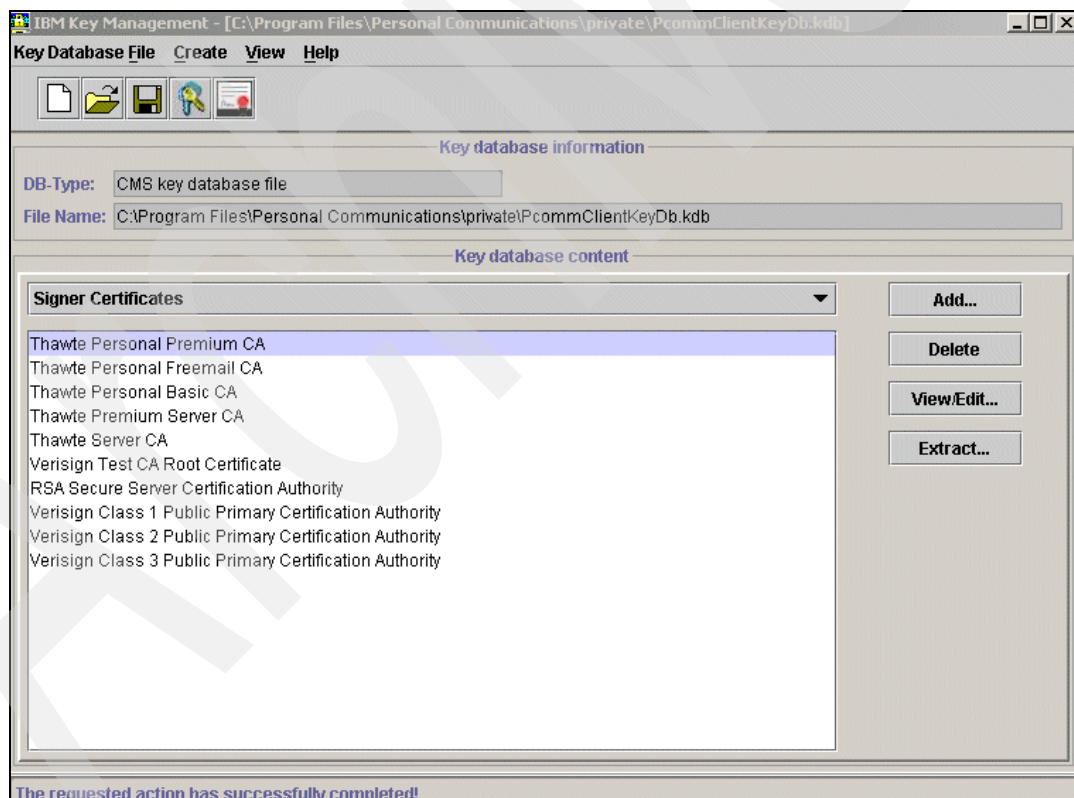 IBM Key Management - [C:\Program Files\Personal Communications\private\PcommClientKeyDb.kdb]
Key Database File Create View Help
Key database information
DB-Type: CMS key database file
File Name: C:\Program Files\Personal Communications\private\PcommClientKeyDb.kdb
Key database content
Signer Certificates
Add...
Thawte Personal Premium CA
Delete
Thawte Personal Freemail CA
Thawte Personal Basic CA
View/Edit...
Thawte Premium Server CA
Thawte Server CA
Extract...
Verisign Test CA Root Certificate
RSA Secure Server Certification Authority
Verisign Class 1 Public Primary Certification Authority
Verisign Class 2 Public Primary Certification Authority
Verisign Class 3 Public Primary Certification Authority
The requested action has successfully completed!